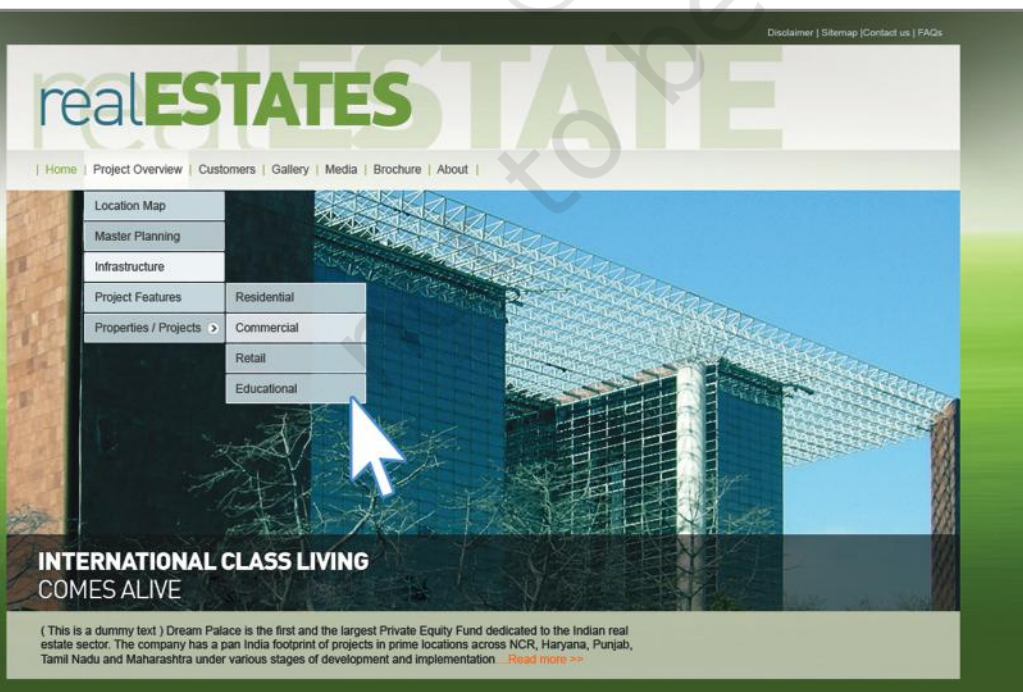 Disclaimer | Sitemap |Contact us | FAQs
realESTATE
realESTATES
| Home | Project Overview | Customers | Gallery | Media | Brochure | About |
Location Map
Master Planning
Infrastructure
Project Features
Properties / Projects
Residential
Commercial
Retail
Educational
INTERNATIONAL CLASS LIVING
COMES ALIVE
( This is a dummy text ) Dream Palace is the first and the largest Private Equity Fund dedicated to the Indian real
estate sector. The company has a pan India footprint of projects in prime locations across NCR, Haryana, Punjab,
Tamil Nadu and Maharashtra under various stages of development and implementation....Read more >>
to be